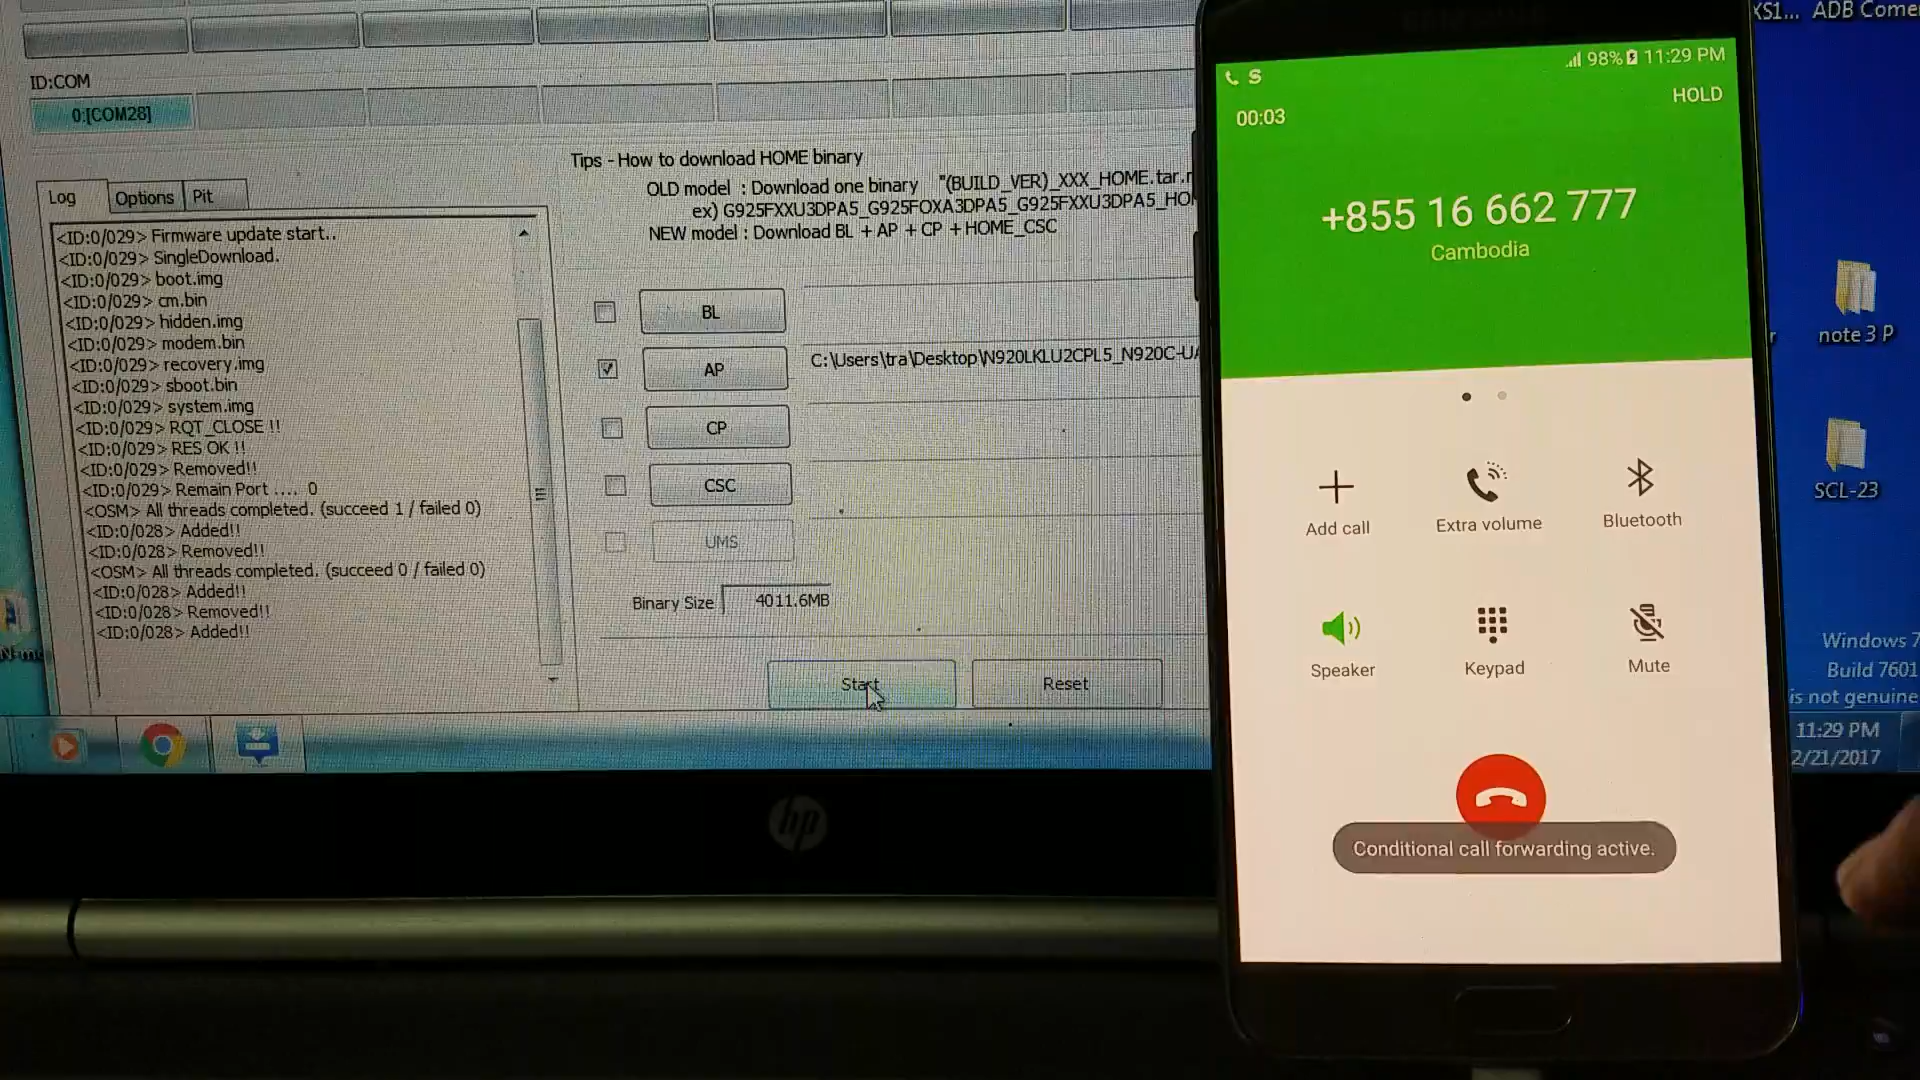 ID:COM
0:[COM28]
Log
Options
Pit
<ID:0/029> Firmware update start..
<ID:0/029> SingleDownload.
<ID:0/029> boot.img
<ID:0/029> cm.bin
<ID:0/029> hidden.img
<ID:0/029> modem.bin
<ID:0/029> recovery.img
<ID:0/029> sboot.bin
<ID:0/029> system.img
<ID:0/029> RQT_CLOSE !!
<ID:0/029> RES OK !!
<ID:0/029> Removed!!
<ID:0/029> Remain Port .... 0
<OSM> All threads completed. (succeed 1 / failed 0)
<ID:0/028> Added!!
<ID:0/028> Removed!!
<OSM> All threads completed. (succeed 0 / failed 0)
<ID:0/028> Added!!
<ID:0/028> Removed!!
<ID:0/028> Added!!
Tips - How to download HOME binary
OLD model : Download one binary "(BUILD_VER)_XXX_HOME.tar.
ex) G925FXXU3DPA5_G925FOXA3DPA5_G925FXXU3DPA5_HO
NEW model : Download BL + AP + CP + HOME_CSC
BL
AP
C:\Users\tra\Desktop\N920LKLU2CPL5_N920C-U
CP
CSC
UMS
Binary Size 4011.6MB
Start
Reset
hp
98% 11:29 PM
00:03
HOLD
+855 16 662 777
Cambodia
Add call
Extra volume
Bluetooth
Speaker
Keypad
Mute
Conditional call forwarding active.
XS1... ADB Come
note 3 P
SCL-23
Windows 7
Build 7601
is not genuine
11:29 PM
2/21/2017